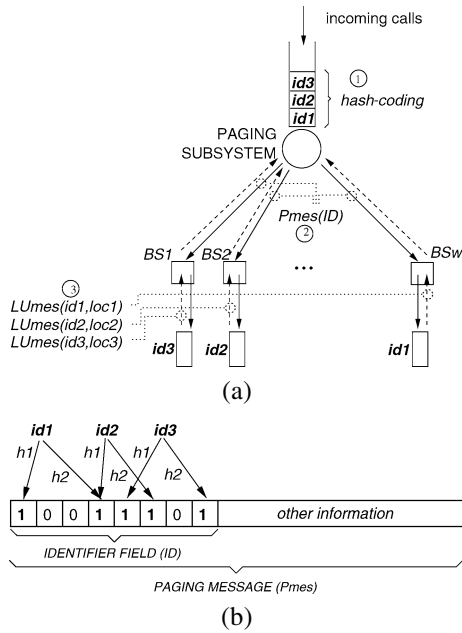 incoming calls
id3
1
id2
hash-coding
id1
PAGING
SUBSYSTEM
Pmes(ID)
2
BS1
BS2
...
BSw
3
LUmes(id1,loc1)
LUmes(id2,loc2)
LUmes(id3,loc3)
id3
id2
id1
(a)
id1 id2 id3
h1 h2 h1 h2 h1 h2
1 0 0 1 1 1 0 1 other information
IDENTIFIER FIELD (ID)
PAGING MESSAGE (Pmes)
(b)